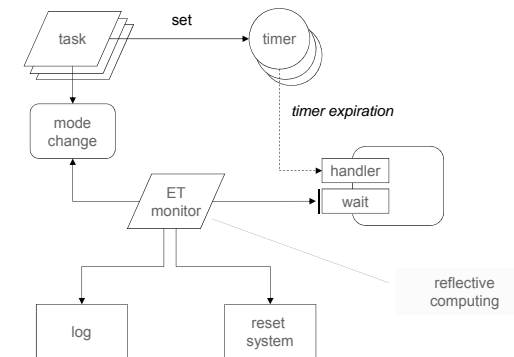 set
task
timer
timer expiration
mode
change
handler
ET
monitor
wait
reflective
computing
log
reset
system